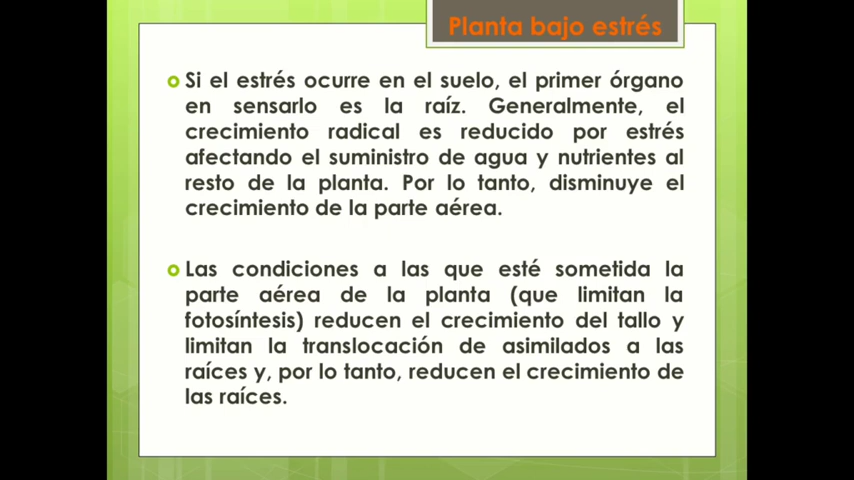 Planta bajo estrés
Si el estrés ocurre en el suelo, el primer órgano
en sensarlo es la raíz. Generalmente, el
crecimiento radical es reducido por estrés
afectando el suministro de agua y nutrientes al
resto de la planta. Por lo tanto, disminuye el
crecimiento de la parte aérea.
Las condiciones a las que esté sometida la
parte aérea de la planta (que limitan la
fotosíntesis) reducen el crecimiento del tallo y
limitan la translocación de asimilados a las
raíces y, por lo tanto, reducen el crecimiento de
las raíces.